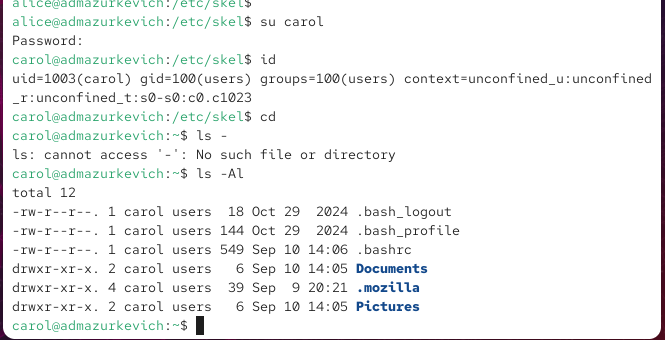 alice@admazurkevich:/etc/skel$
alice@admazurkevich:/etc/skel$ su carol
Password:
carol@admazurkevich:/etc/skel$ id
uid=1003(carol) gid=100(users) groups=100(users) context=unconfined_u:unconfined
_r:unconfined_t:s0-s0:c0.c1023
carol@admazurkevich:/etc/skel$ cd
carol@admazurkevich:~$ ls -
ls: cannot access '-': No such file or directory
carol@admazurkevich:~$ ls -Al
total 12
-rw-r--r--. 1 carol users  18 Oct 29  2024 .bash_logout
-rw-r--r--. 1 carol users 144 Oct 29  2024 .bash_profile
-rw-r--r--. 1 carol users 549 Sep 10 14:06 .bashrc
drwxr-xr-x. 2 carol users   6 Sep 10 14:05 Documents
drwxr-xr-x. 4 carol users  39 Sep  9 20:21 .mozilla
drwxr-xr-x. 2 carol users   6 Sep 10 14:05 Pictures
carol@admazurkevich:~$